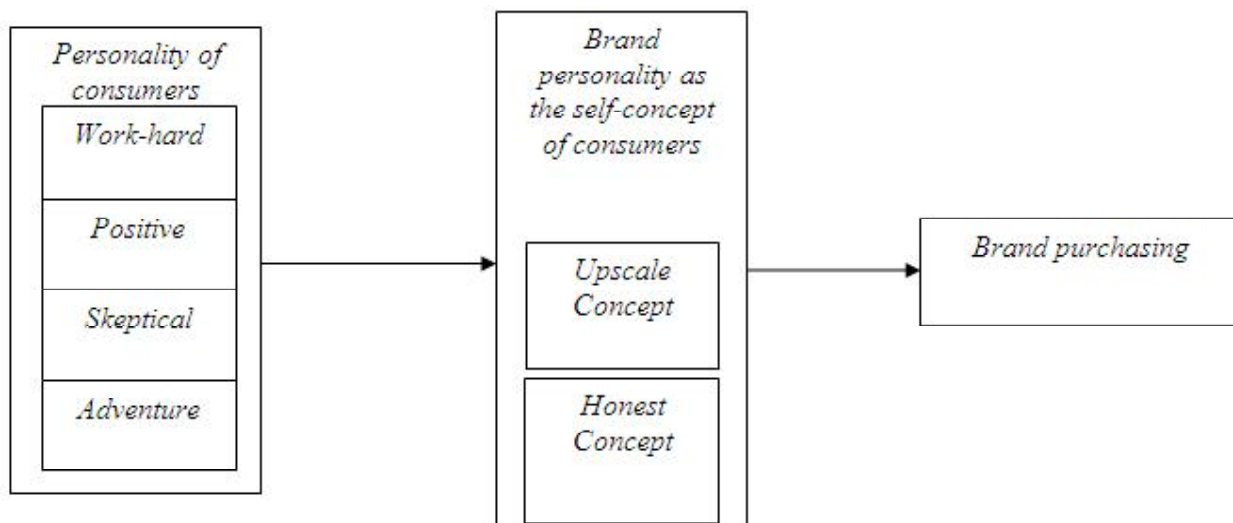 Personality of
consumers
Work-hard
Positive
Skeptical
Adventure
Brand
personality as
the self-concept
of consumers
Upscale
Concept
Honest
Concept
Brand purchasing